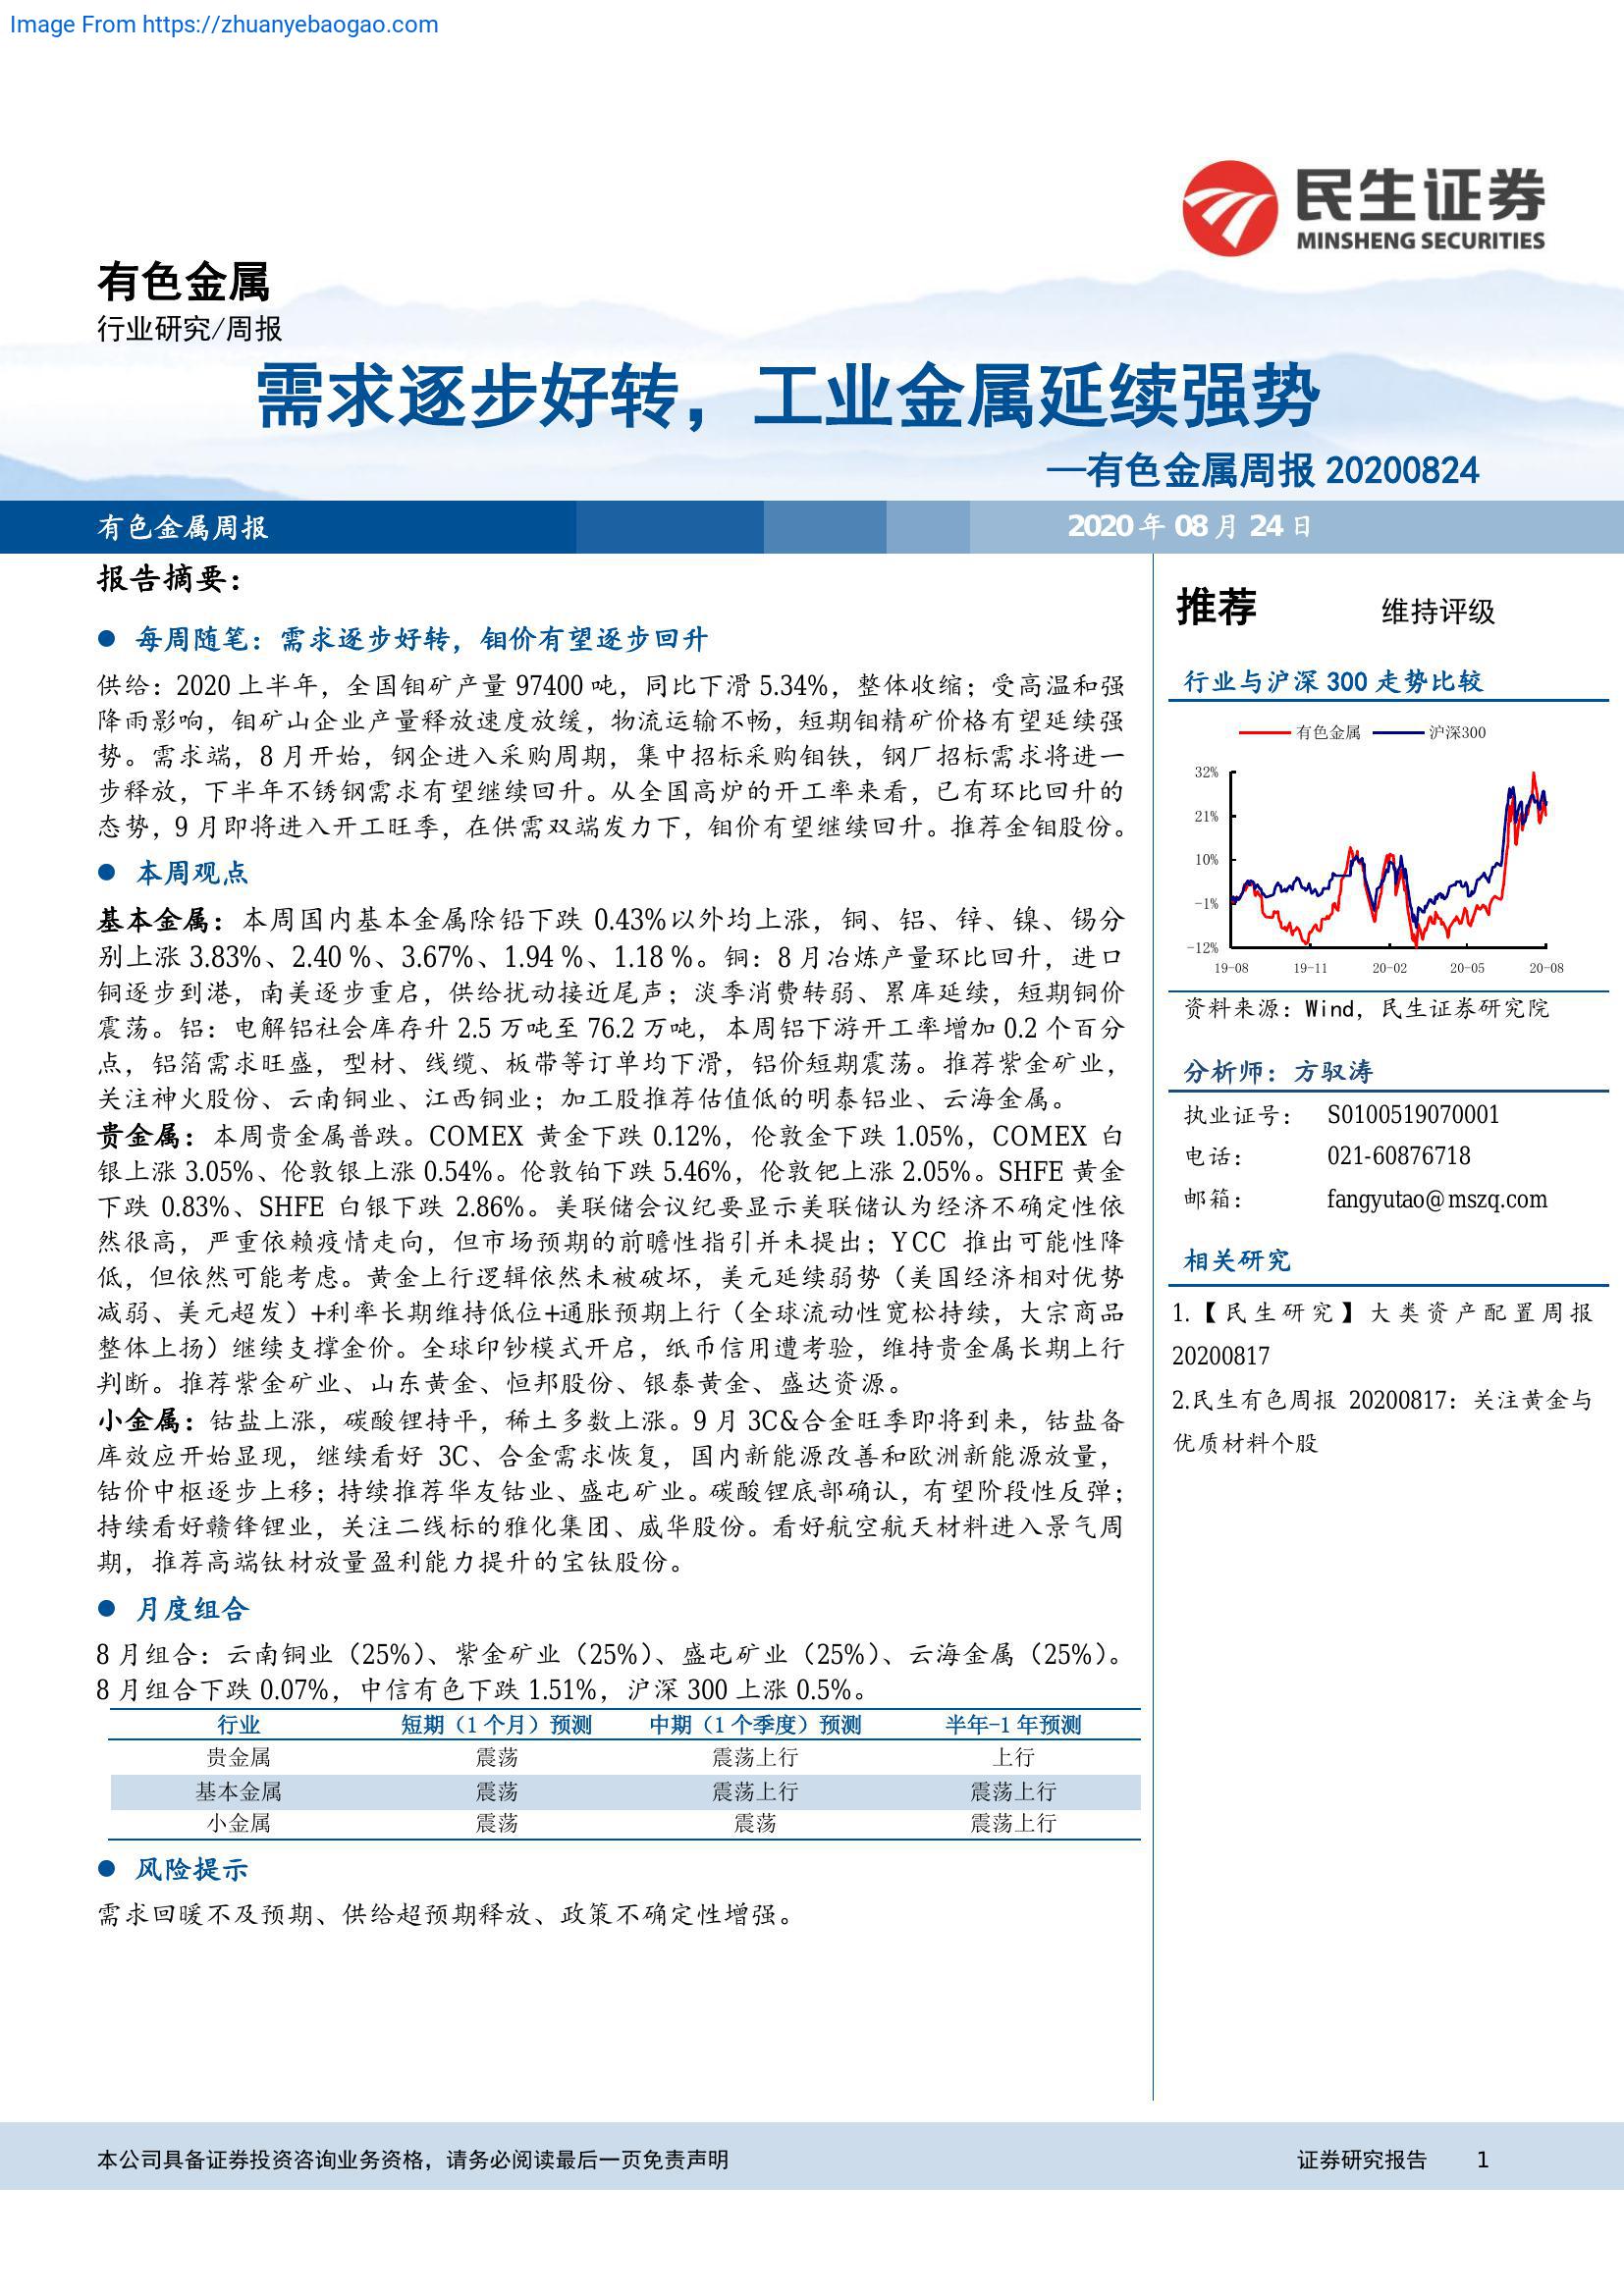 Image From https://zhuanyebaogao.com
民生证券
MINSHENG SECURITIES
有色金属
行业研究/周报
需求逐步好转，工业金属延续强势
—有色金属周报 20200824
有色金属周报
2020 年 08 月 24 日
报告摘要：
● 每周随笔：需求逐步好转，钼价有望逐步回升
供给：2020 上半年，全国钼矿产量 97400 吨，同比下滑 5.34%，整体收缩；受高温和强
降雨影响，钼矿山企业产量释放速度放缓，物流运输不畅，短期钼精矿价格有望延续强
势。需求端，8 月开始，钢企进入采购周期，集中招标采购钼铁，钢厂招标需求将进一
步释放，下半年不锈钢需求有望继续回升。从全国高炉的开工率来看，已有环比回升的
态势，9 月即将进入开工旺季，在供需双端发力下，钼价有望继续回升。推荐金钼股份。
● 本周观点
基本金属：本周国内基本金属除铅下跌 0.43%以外均上涨，铜、铝、锌、镍、锡分
别上涨 3.83%、2.40 %、3.67%、1.94 %、1.18 %。铜：8 月冶炼产量环比回升，进口
铜逐步到港，南美逐步重启，供给扰动接近尾声；淡季消费转弱、累库延续，短期铜价
震荡。铝：电解铝社会库存升 2.5 万吨至 76.2 万吨，本周铝下游开工率增加 0.2 个百分
点，铝箔需求旺盛，型材、线缆、板带等订单均下滑，铝价短期震荡。推荐紫金矿业，
关注神火股份、云南铜业、江西铜业；加工股推荐估值低的明泰铝业、云海金属。
贵金属：本周贵金属普跌。COMEX 黄金下跌 0.12%，伦敦金下跌 1.05%，COMEX 白
银上涨 3.05%、伦敦银上涨 0.54%。伦敦铂下跌 5.46%，伦敦钯上涨 2.05%。SHFE 黄金
下跌 0.83%、SHFE 白银下跌 2.86%。美联储会议纪要显示美联储认为经济不确定性依
然很高，严重依赖疫情走向，但市场预期的前瞻性指引并未提出；YCC 推出可能性降
低，但依然可能考虑。黄金上行逻辑依然未被破坏，美元延续弱势（美国经济相对优势
减弱、美元超发）+利率长期维持低位+通胀预期上行（全球流动性宽松持续，大宗商品
整体上扬）继续支撑金价。全球印钞模式开启，纸币信用遭考验，维持贵金属长期上行
判断。推荐紫金矿业、山东黄金、恒邦股份、银泰黄金、盛达资源。
小金属：钴盐上涨，碳酸锂持平，稀土多数上涨。9 月 3C&合金旺季即将到来，钴盐备
库效应开始显现，继续看好 3C、合金需求恢复，国内新能源改善和欧洲新能源放量，
钴价中枢逐步上移；持续推荐华友钴业、盛屯矿业。碳酸锂底部确认，有望阶段性反弹；
持续看好赣锋锂业，关注二线标的雅化集团、威华股份。看好航空航天材料进入景气周
期，推荐高端钛材放量盈利能力提升的宝钛股份。
● 月度组合
8 月组合：云南铜业（25%）、紫金矿业（25%）、盛屯矿业（25%）、云海金属（25%）。
8 月组合下跌 0.07%，中信有色下跌 1.51%，沪深 300 上涨 0.5%。
行业 短期（1 个月）预测 中期（1 个季度）预测 半年-1 年预测
贵金属 震荡 震荡上行 上行
基本金属 震荡 震荡上行 震荡上行
小金属 震荡 震荡 震荡上行
● 风险提示
需求回暖不及预期、供给超预期释放、政策不确定性增强。
推荐 维持评级
行业与沪深 300 走势比较
有色金属 沪深300
32%
21%
10%
-1%
-12%
19-08 19-11 20-02 20-05 20-08
资料来源：Wind，民生证券研究院
分析师：方驭涛
执业证号： S0100519070001
电话： 021-60876718
邮箱： fangyutao@mszq.com
相关研究
1.【民生研究】大类资产配置周报
20200817
2.民生有色周报 20200817：关注黄金与
优质材料个股
本公司具备证券投资咨询业务资格，请务必阅读最后一页免责声明
证券研究报告 1